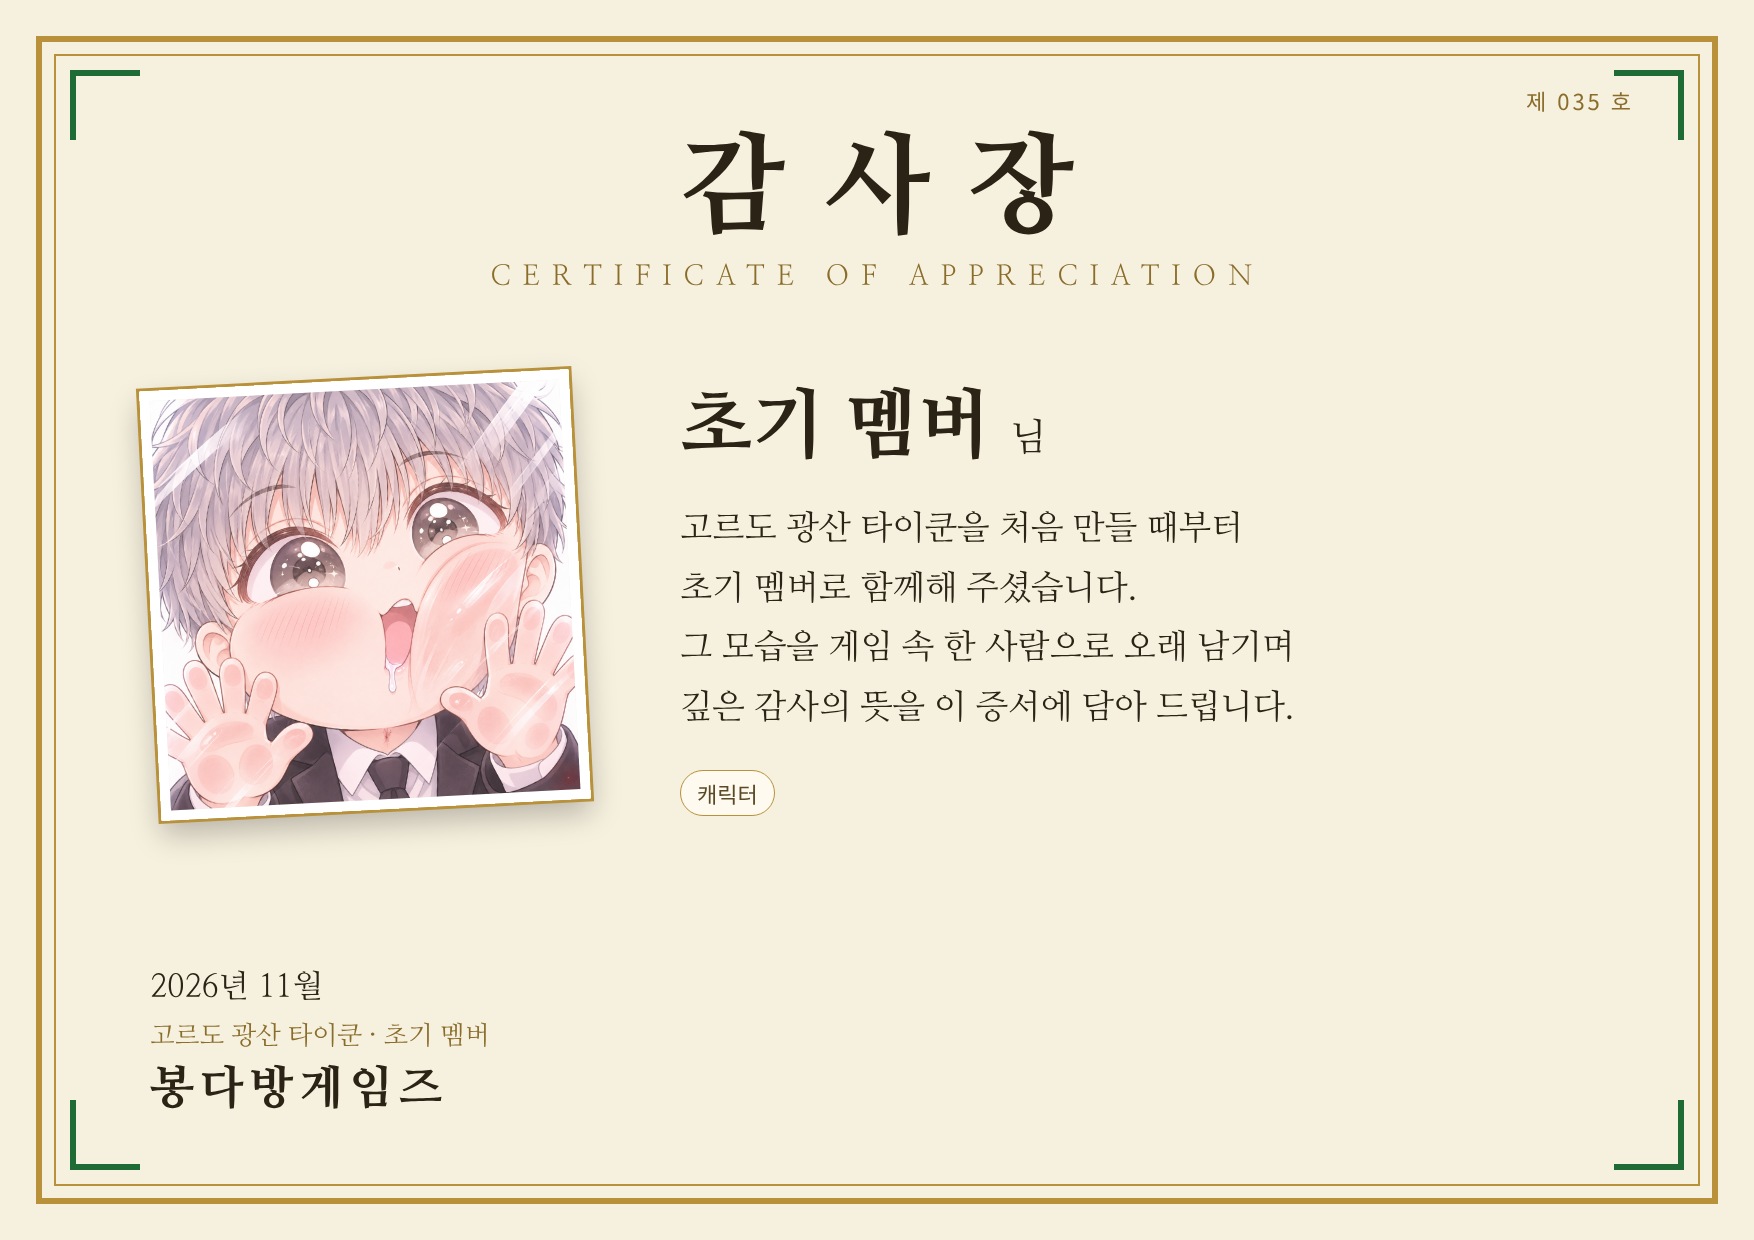 제 035 호
감사장
CERTIFICATE OF APPRECIATION
초기 멤버 님
고르도 광산 타이쿤을 처음 만들 때부터
초기 멤버로 함께해 주셨습니다.
그 모습을 게임 속 한 사람으로 오래 남기며
깊은 감사의 뜻을 이 증서에 담아 드립니다.
캐릭터
2026년 11월
고르도 광산 타이쿤 · 초기 멤버
봉다방게임즈